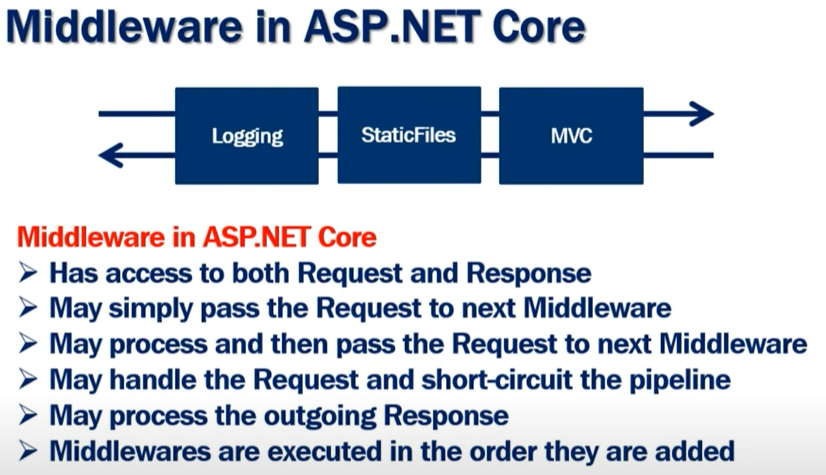 Middleware in ASP.NET Core
Logging
StaticFiles
MVC
Middleware in ASP.NET Core
➢ Has access to both Request and Response
➢ May simply pass the Request to next Middleware
➢ May process and then pass the Request to next Middleware
➢ May handle the Request and short-circuit the pipeline
➢ May process the outgoing Response
➢ Middlewares are executed in the order they are added